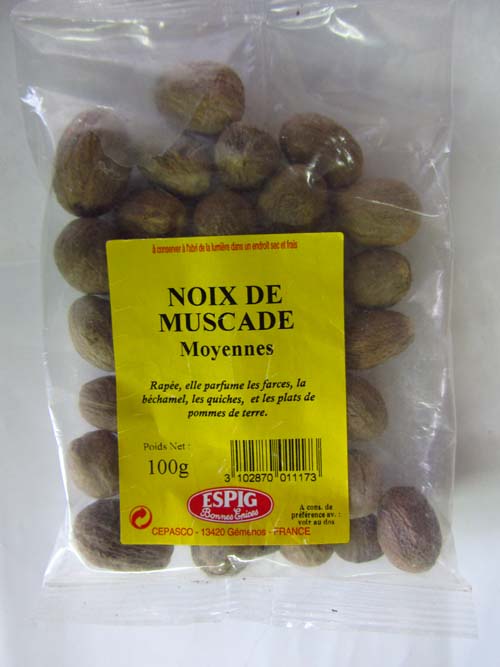 à conserver à l'abri de la lumière dans un endroit sec et frais
NOIX DE
MUSCADE
Moyennes
Rapée, elle parfume les farces, la
béchamel, les quiches, et les plats de
pommes de terre.
Poids Net :
100g
3 102870 011173
ESPIG
Bonnes Epices
A cons. de
préférence av. :
voir au dos
CEPASCO - 13420 Gémenos - FRANCE